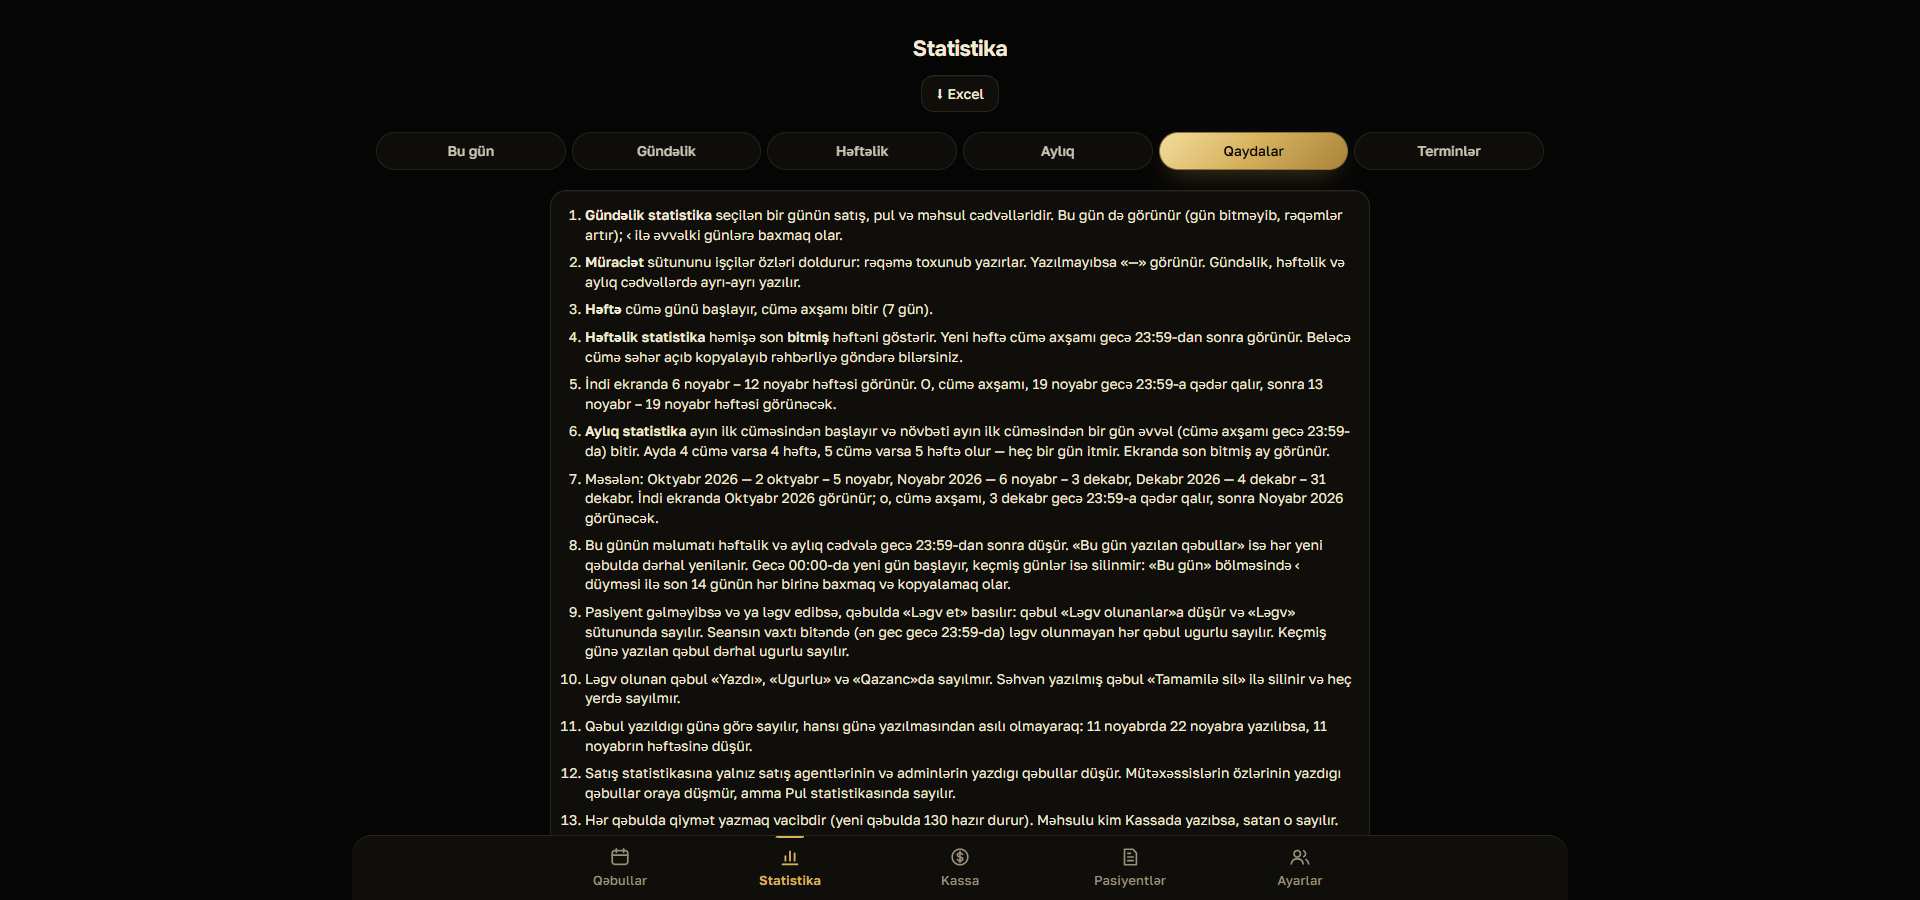 Statistika
⬇ Excel
Bu gün
Gündəlik
Həftəlik
Aylıq
Qaydalar
Terminlər
1. Gündəlik statistika seçilən bir günün satış, pul və məhsul cədvəlləridir. Bu gün də görünür (gün bitməyib, rəqəmlər
artır); ‹ ilə əvvəlki günlərə baxmaq olar.
2. Müraciət sütununu işçilər özləri doldurur: rəqəmə toxunub yazırlar. Yazılmayıbsa «—» görünür. Gündəlik, həftəlik və
aylıq cədvəllərdə ayrı-ayrı yazılır.
3. Həftə cümə günü başlayır, cümə axşamı bitir (7 gün).
4. Həftəlik statistika həmişə son bitmiş həftəni göstərir. Yeni həftə cümə axşamı gecə 23:59-dan sonra görünür. Beləcə
cümə səhər açıb kopyalayıb rəhbərliyə göndərə bilərsiniz.
5. İndi ekranda 6 noyabr – 12 noyabr həftəsi görünür. O, cümə axşamı, 19 noyabr gecə 23:59-a qədər qalır, sonra 13
noyabr – 19 noyabr həftəsi görünəcək.
6. Aylıq statistika ayın ilk cüməsindən başlayır və növbəti ayın ilk cüməsindən bir gün əvvəl (cümə axşamı gecə 23:59-
da) bitir. Ayda 4 cümə varsa 4 həftə, 5 cümə varsa 5 həftə olur — heç bir gün itmir. Ekranda son bitmiş ay görünür.
7. Məsələn: Oktyabr 2026 — 2 oktyabr – 5 noyabr, Noyabr 2026 — 6 noyabr – 3 dekabr, Dekabr 2026 — 4 dekabr – 31
dekabr. İndi ekranda Oktyabr 2026 görünür; o, cümə axşamı, 3 dekabr gecə 23:59-a qədər qalır, sonra Noyabr 2026
görünəcək.
8. Bu günün məlumatı həftəlik və aylıq cədvələ gecə 23:59-dan sonra düşür. «Bu gün yazılan qəbullar» isə hər yeni
qəbulda dərhal yenilənir. Gecə 00:00-da yeni gün başlayır, keçmiş günlər isə silinmir: «Bu gün» bölməsində ‹
düyməsi ilə son 14 günün hər birinə baxmaq və kopyalamaq olar.
9. Pasiyent gəlməyibsə və ya ləgv edibsə, qəbulda «Ləgv et» basılır: qəbul «Ləgv olunanlar»a düşür və «Ləgv»
sütununda sayılır. Seansın vaxtı bitəndə (ən gec gecə 23:59-da) ləgv olunmayan hər qəbul ugurlu sayılır. Keçmiş
günə yazılan qəbul dərhal ugurlu sayılır.
10. Ləgv olunan qəbul «Yazdı», «Ugurlu» və «Qazanc»da sayılmır. Səhvən yazılmış qəbul «Tamamilə sil» ilə silinir və heç
yerdə sayılmır.
11. Qəbul yazıldıgı günə görə sayılır, hansı günə yazılmasından asılı olmayaraq: 11 noyabrda 22 noyabra yazılıbsa, 11
noyabrın həftəsinə düşür.
12. Satış statistikasına yalnız satış agentlərinin və adminlərin yazdıgı qəbullar düşür. Mütəxəssislərin özlərinin yazdıgı
qəbullar oraya düşmür, amma Pul statistikasında sayılır.
13. Hər qəbulda qiymət yazmaq vacibdir (yeni qəbulda 130 hazır durur). Məhsulu kim Kassada yazıbsa, satan o sayılır.
Qəbullar
Statistika
Kassa
Pasiyentlər
Ayarlar